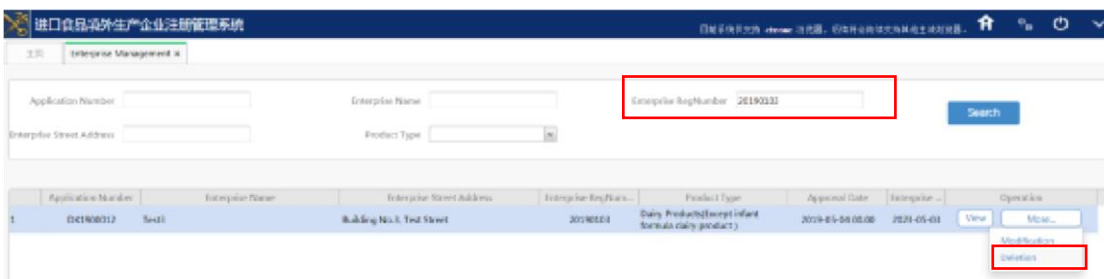 进口食品境外生产企业注册管理系统
主页 Enterprise Management ×
Application Number Enterprise Name Enterprise RegNumber 20190103 Search
Enterprise Street Address Product Type
Application Number Enterprise Name Enterprise Street Address Enterprise RegNum... Product Type Approval Date Enterprise ... Operation
1 Test1 Building No.1, Test Street 20190103 Dairy Products(Except infant View More...
formula dairy product )
Modification
Deletion